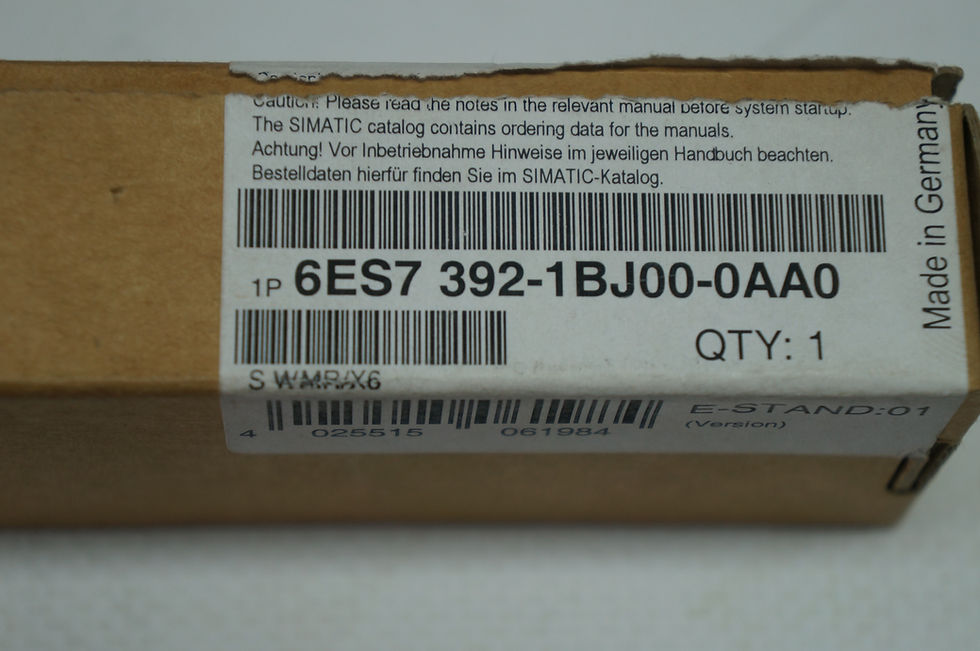 Caution: Please read the notes in the relevant manual before system startup.
The SIMATIC catalog contains ordering data for the manuals.
Achtung! Vor Inbetriebnahme Hinweise im jeweiligen Handbuch beachten.
Bestelldaten hierfür finden Sie im SIMATIC-Katalog.
1P 6ES7 392-1BJ00-0AA0
QTY: 1
S
E-STAND:01
(Version)
4 025515 061984
Made in Germany